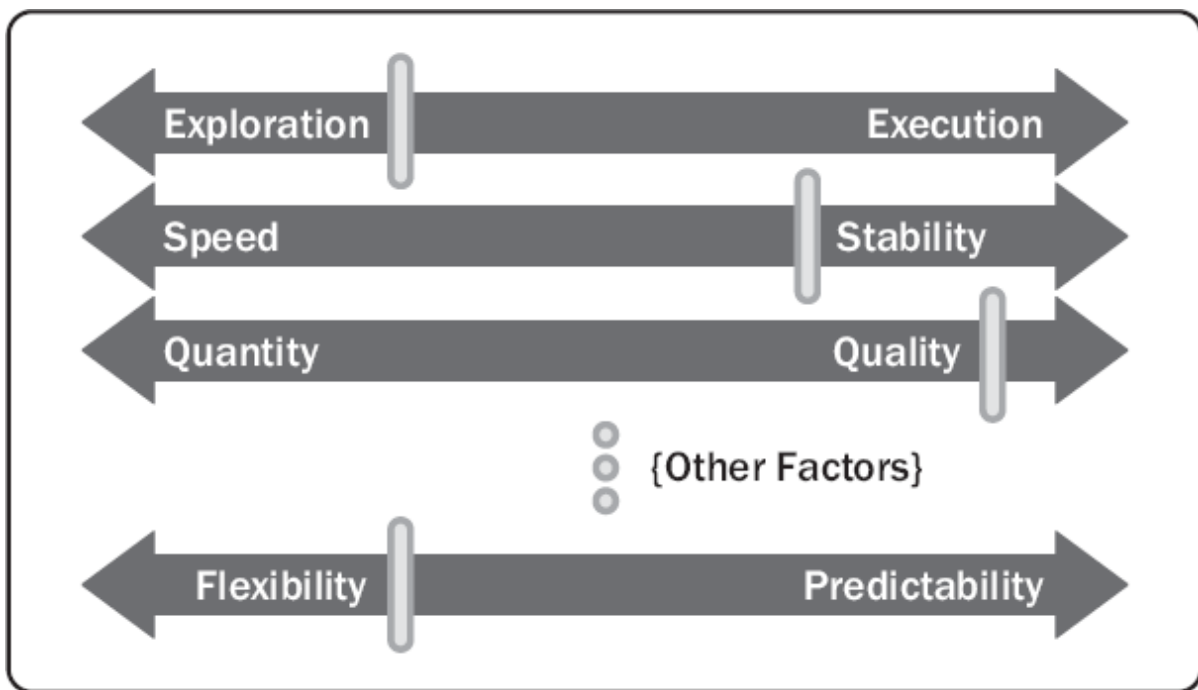 Exploration Execution
Speed Stability
Quantity Quality
{Other Factors}
Flexibility Predictability